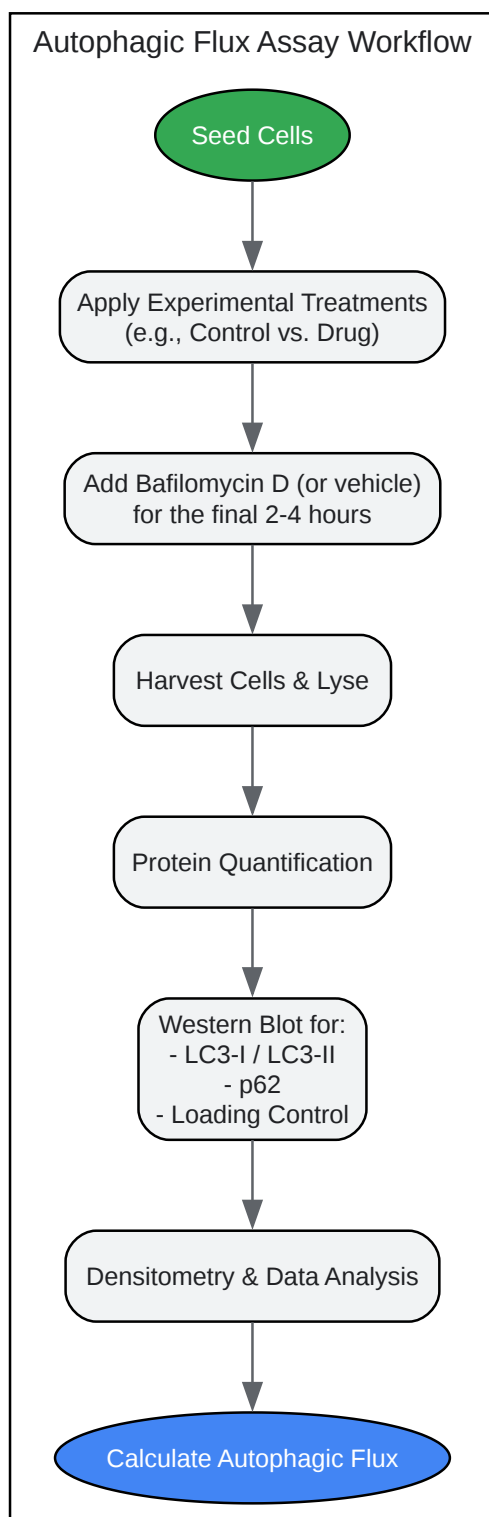 Autophagic Flux Assay Workflow
Seed Cells
Apply Experimental Treatments
(e.g., Control vs. Drug)
Add Bafilomycin D (or vehicle)
for the final 2-4 hours
Harvest Cells & Lyse
Protein Quantification
Western Blot for:
- LC3-I / LC3-II
- p62
- Loading Control
Densitometry & Data Analysis
Calculate Autophagic Flux